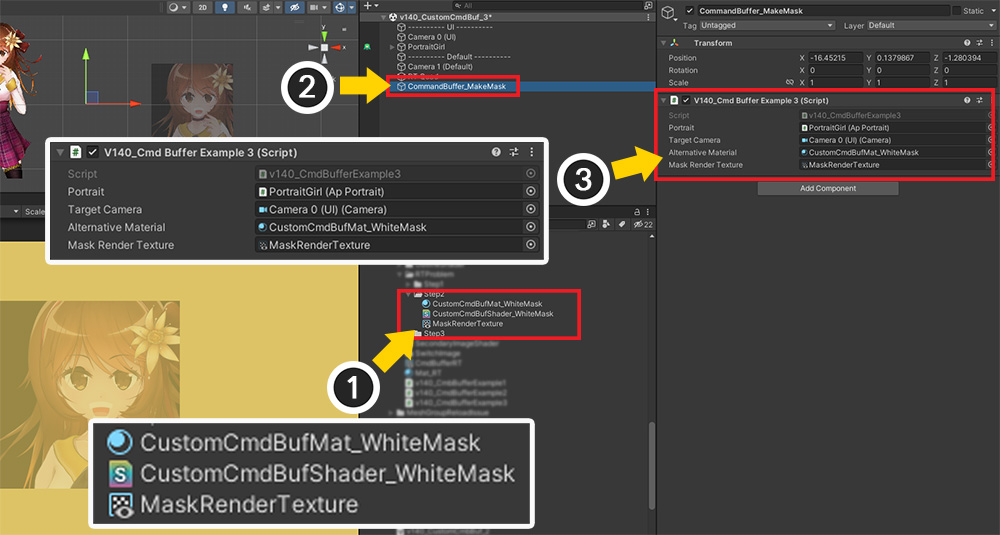 2D
All
v140_CustomCmdBuf_3*
---------- UI ----------
Camera 0 (UI)
PortraitGirl
---------- Default ----------
Camera 1 (Default)
CommandBuffer_MakeMask
2
CommandBuffer_MakeMask
Static
Tag Untagged Layer Default
Transform
Position X -16.45215 Y 0.1379867 Z -1.280394
Rotation X 0 Y 0 Z 0
Scale X 1 Y 1 Z 1
V140_Cmd Buffer Example 3 (Script)
Script v140_CmdBufferExample3
Portrait PortraitGirl (Ap Portrait)
Target Camera Camera 0 (UI) (Camera)
Alternative Material CustomCmdBufMat_WhiteMask
Mask Render Texture MaskRenderTexture
Add Component
3
V140_Cmd Buffer Example 3 (Script)
Script v140_CmdBufferExample3
Portrait PortraitGirl (Ap Portrait)
Target Camera Camera 0 (UI) (Camera)
Alternative Material CustomCmdBufMat_WhiteMask
Mask Render Texture MaskRenderTexture
Scale
22
RTProblem
Step1
Step2
CustomCmdBufMat_WhiteMask
CustomCmdBufShader_WhiteMask
MaskRenderTexture
Step3
SecondaryImageShader
SwitchImage
CmdBufferRT
Mat_RT
v140_CmdBufferExample1
v140_CmdBufferExample2
v140_CmdBufferExample3
MeshGroupReloadIssue
1
CustomCmdBufMat_WhiteMask
CustomCmdBufShader_WhiteMask
MaskRenderTexture
v140_CustomCmdBuf_2